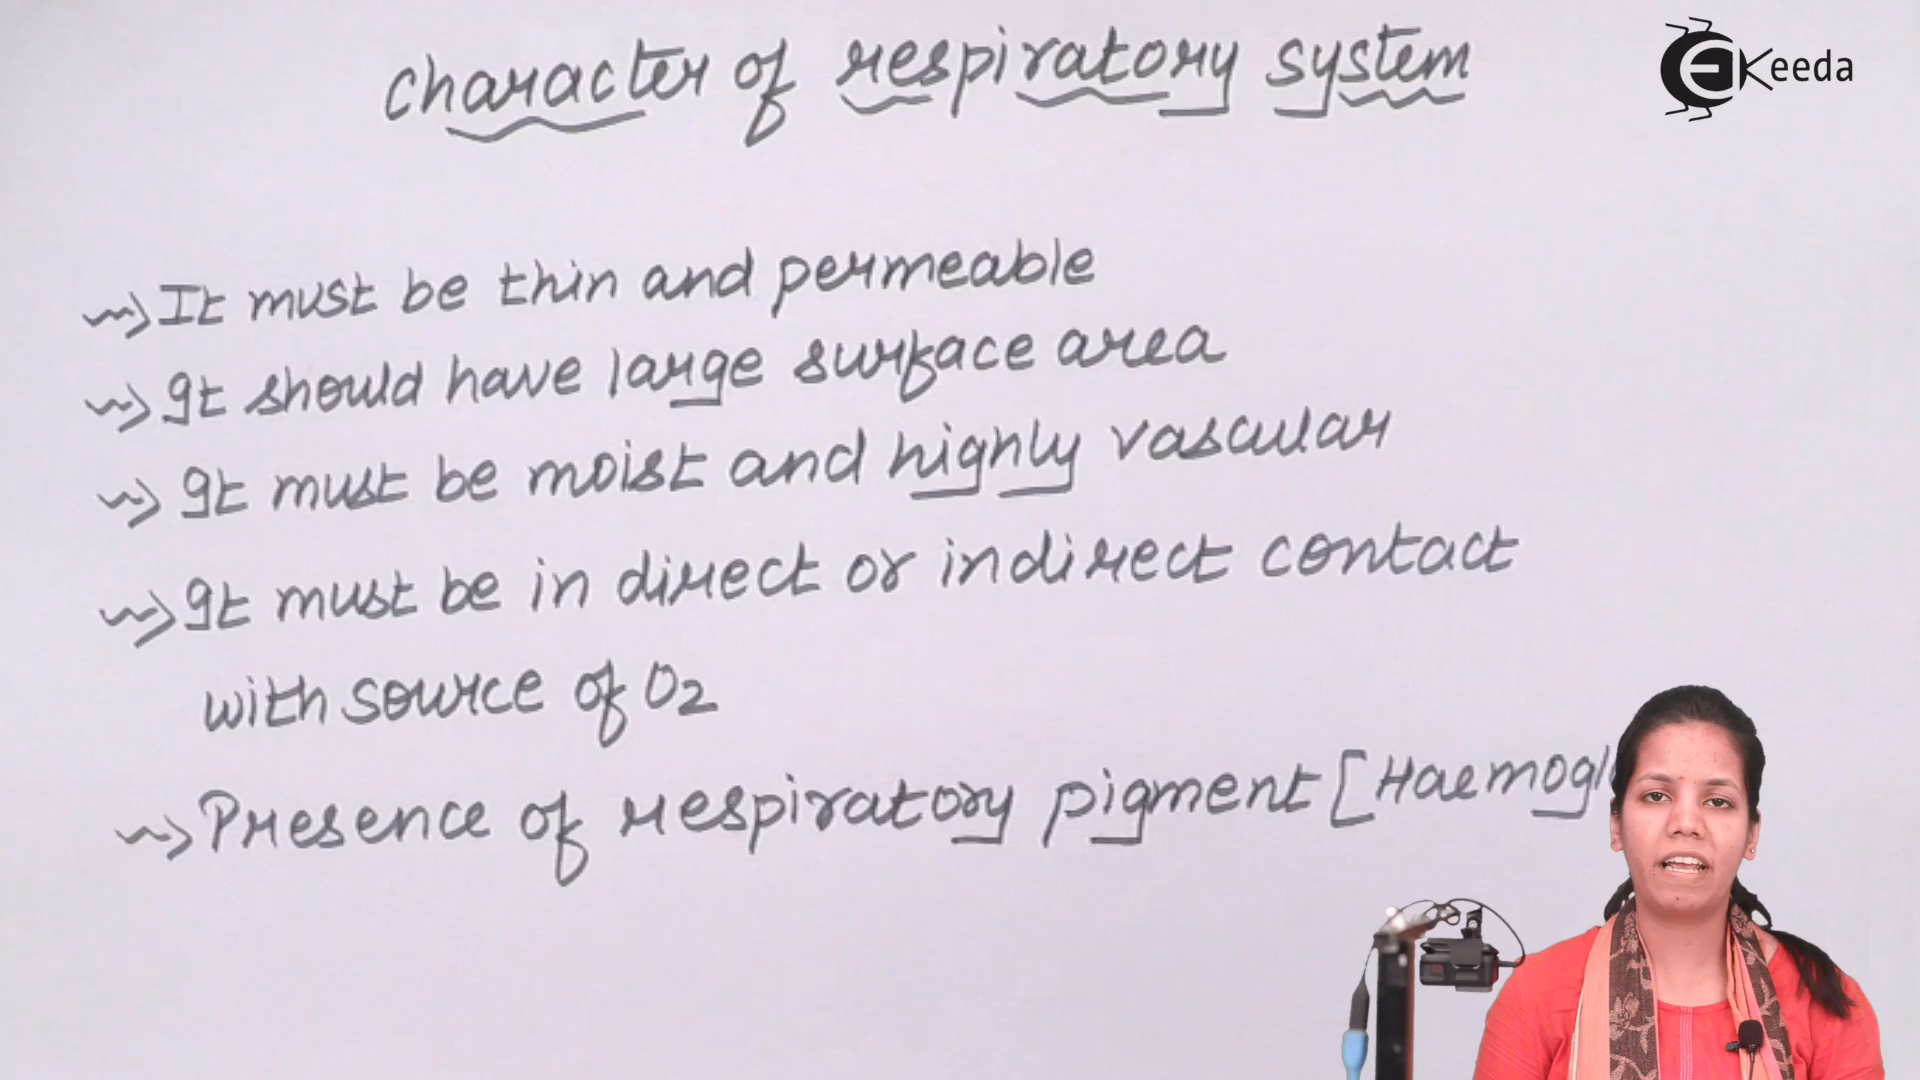 character of respiratory system
EKeeda
It must be thin and permeable
It should have large surface area
It must be moist and highly vascular
It must be in direct or indirect contact
with source of O2
Presence of respiratory pigment [